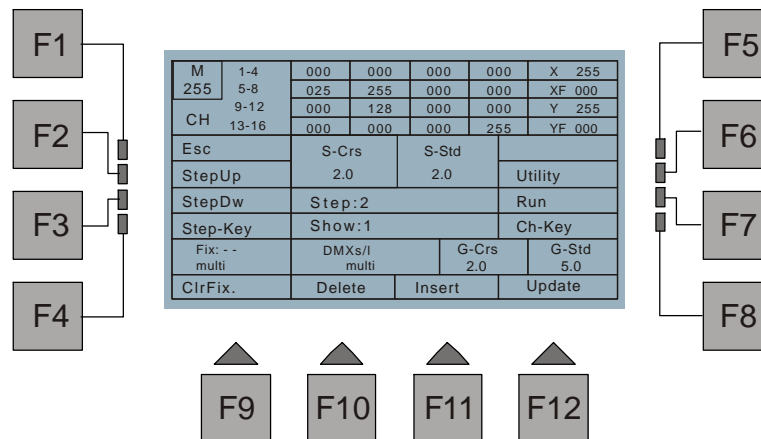 F1
F2
F3
F4
F5
F6
F7
F8
M 1-4 000 000 000 000 X 255
255 5-8 025 255 000 000 XF 000
9-12 000 128 000 000 Y 255
CH 13-16 000 000 000 255 YF 000
Esc S-Crs S-Std
StepUp 2.0 2.0 Utility
StepDw Step:2 Run
Step-Key Show:1 Ch-Key
Fix: - - DMXs/l G-Crs G-Std
multi multi 2.0 5.0
ClrFix. Delete Insert Update
F9 F10 F11 F12